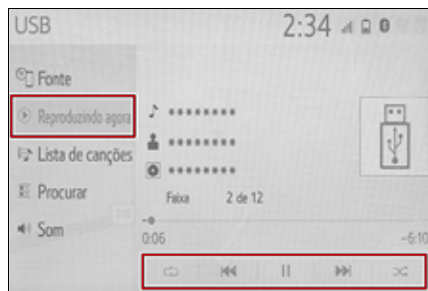 USB 2:34
Fonte
Reproduzindo agora
Lista de canções
Procurar
Som
********
********
********
Faixa 2 de 12
0:06 -6:10